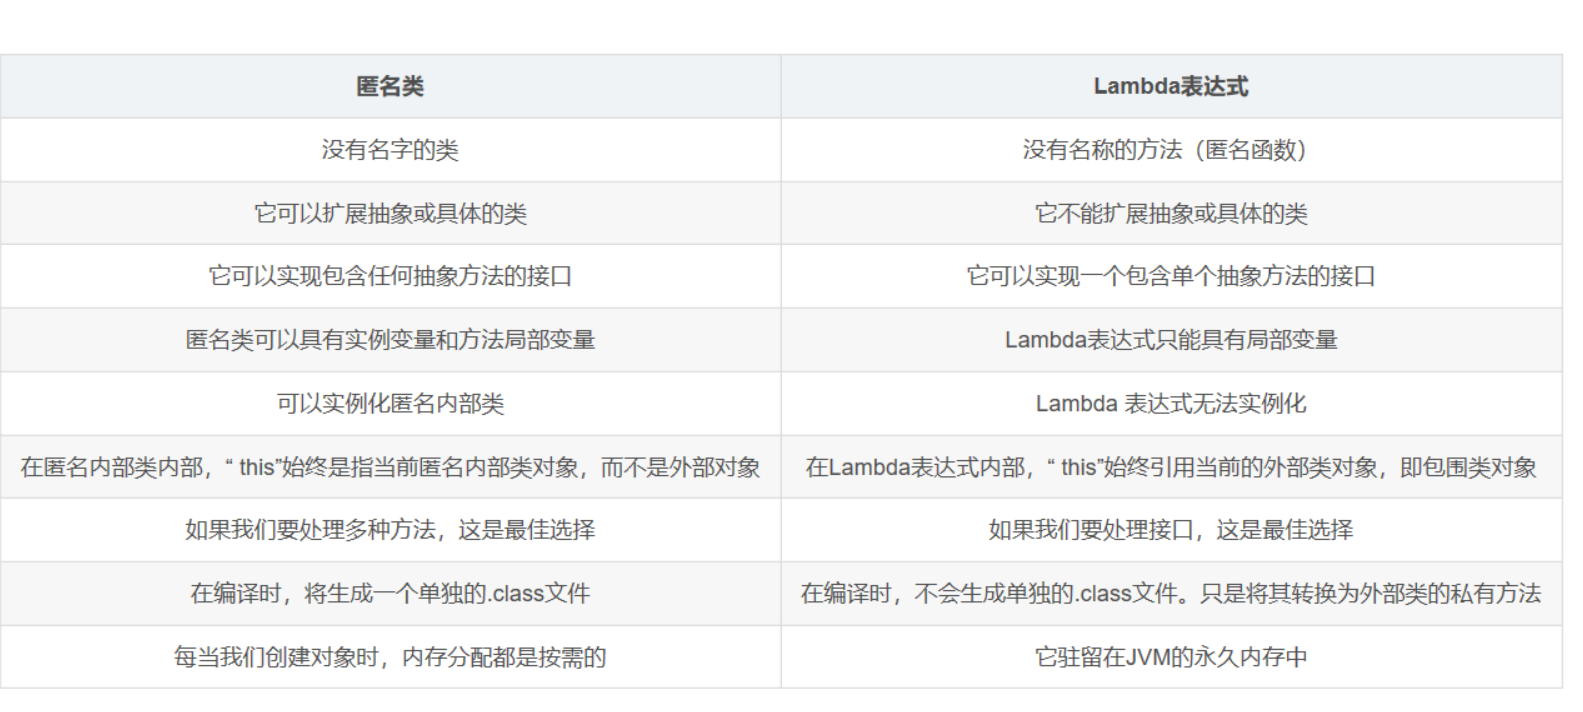 匿名类 Lambda表达式
没有名字的类 没有名称的方法（匿名函数）
它可以扩展抽象或具体的类 它不能扩展抽象或具体的类
它可以实现包含任何抽象方法的接口 它可以实现一个包含单个抽象方法的接口
匿名类可以具有实例变量和方法局部变量 Lambda表达式只能具有局部变量
可以实例化匿名内部类 Lambda 表达式无法实例化
在匿名内部类内部，“ this”始终是指当前匿名内部类对象，而不是外部对象 在Lambda表达式内部，“ this”始终引用当前的外部类对象，即包围类对象
如果我们要处理多种方法，这是最佳选择 如果我们要处理接口，这是最佳选择
在编译时，将生成一个单独的.class文件 在编译时，不会生成单独的.class文件。只是将其转换为外部类的私有方法
每当我们创建对象时，内存分配都是按需的 它驻留在JVM的永久内存中